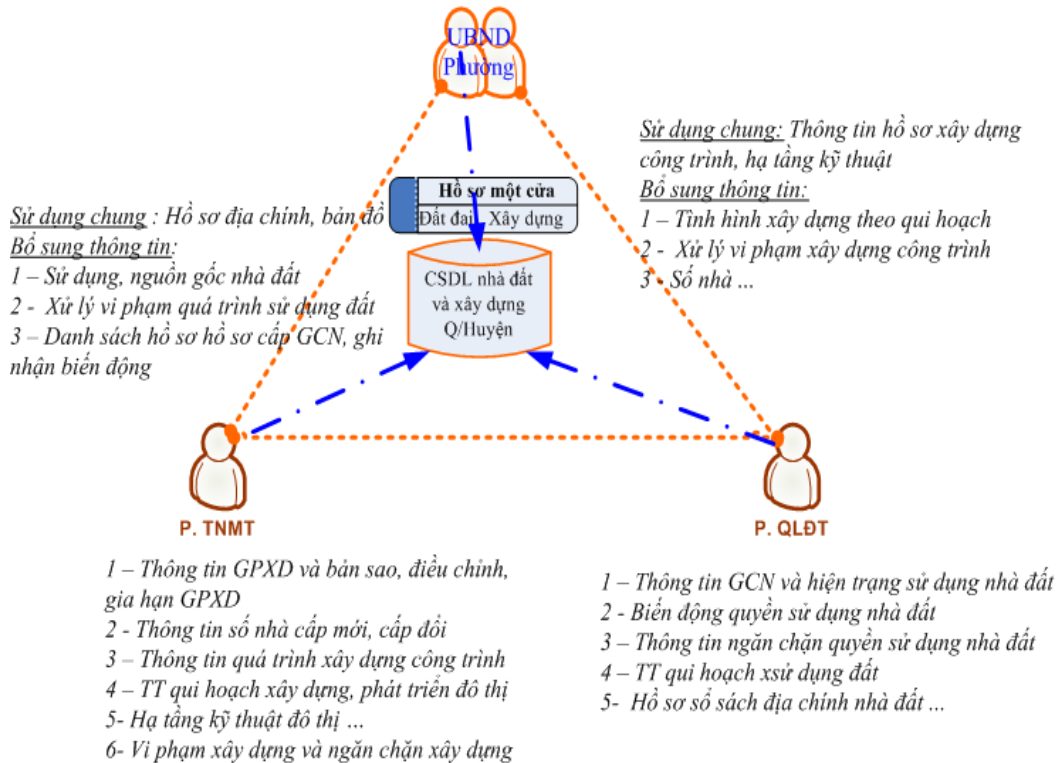 UBND
Phường
Sử dụng chung: Thông tin hồ sơ xây dựng
công trình, hạ tầng kỹ thuật
Bổ sung thông tin:
1 – Tình hình xây dựng theo qui hoạch
2 - Xử lý vi phạm xây dựng công trình
3 - Số nhà ...
Hồ sơ một cửa
Đất đai Xây dựng
Sử dụng chung : Hồ sơ địa chính, bản đồ
Bổ sung thông tin:
1 – Sử dụng, nguồn gốc nhà đất
2 - Xử lý vi phạm quá trình sử dụng đất
3 – Danh sách hồ sơ hồ sơ cấp GCN, ghi
nhận biến động
CSDL nhà đất
và xây dựng
Q/Huyện
P. TNMT
P. QLĐT
1 – Thông tin GPXD và bản sao, điều chỉnh,
gia hạn GPXD
2 - Thông tin số nhà cấp mới, cấp đổi
3 – Thông tin quá trình xây dựng công trình
4 – TT qui hoạch xây dựng, phát triển đô thị
5- Hạ tầng kỹ thuật đô thị ...
6- Vi phạm xây dựng và ngăn chặn xây dựng
1 – Thông tin GCN và hiện trạng sử dụng nhà đất
2 - Biến động quyền sử dụng nhà đất
3 – Thông tin ngăn chặn quyền sử dụng nhà đất
4 – TT qui hoạch xsử dụng đất
5- Hồ sơ sổ sách địa chính nhà đất ...